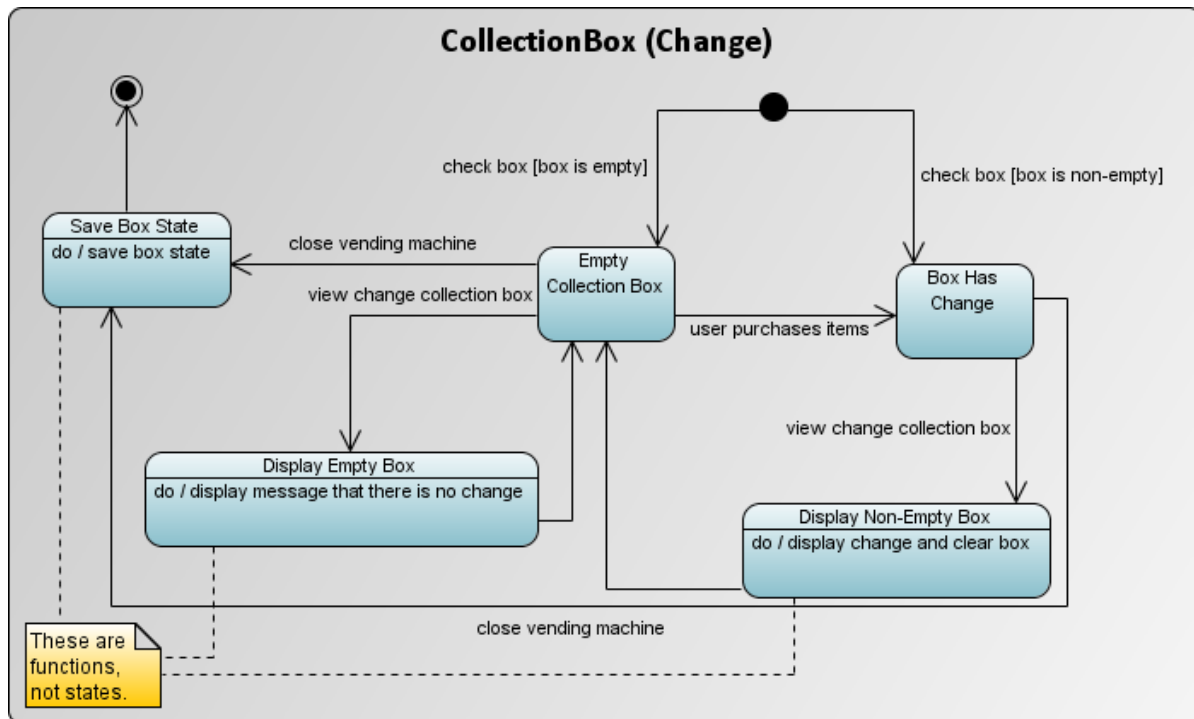 CollectionBox (Change)
check box [box is empty]
check box [box is non-empty]
Save Box State
do / save box state
close vending machine
Empty
Collection Box
Box Has
Change
view change collection box
user purchases items
view change collection box
Display Empty Box
do / display message that there is no change
Display Non-Empty Box
do / display change and clear box
close vending machine
These are
functions,
not states.